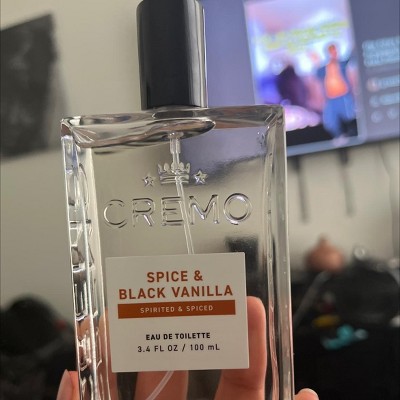 CREMO
SPICE &
BLACK VANILLA
SPIRITED & SPICED
EAU DE TOILETTE
3.4 FL OZ / 100 mL